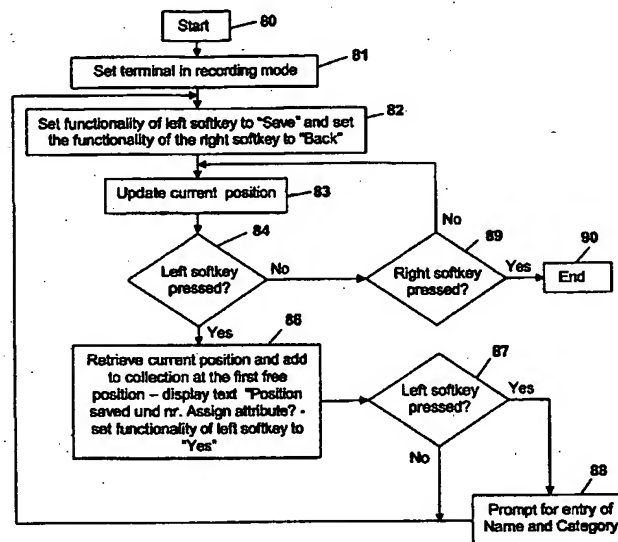 Start
80
Set terminal in recording mode
81
Set functionality of left softkey to "Save" and set
the functionality of the right softkey to "Back"
82
Update current position
83
No
84
89
90
Left softkey
pressed?
No
Right softkey
pressed?
Yes
End
Yes
86
Retrieve current position and add
to collection at the first free
position – display text "Position
saved und nr. Assign attribute? -
set functionality of left softkey to
"Yes"
87
Left softkey
pressed?
Yes
No
88
Prompt for entry of
Name and Category